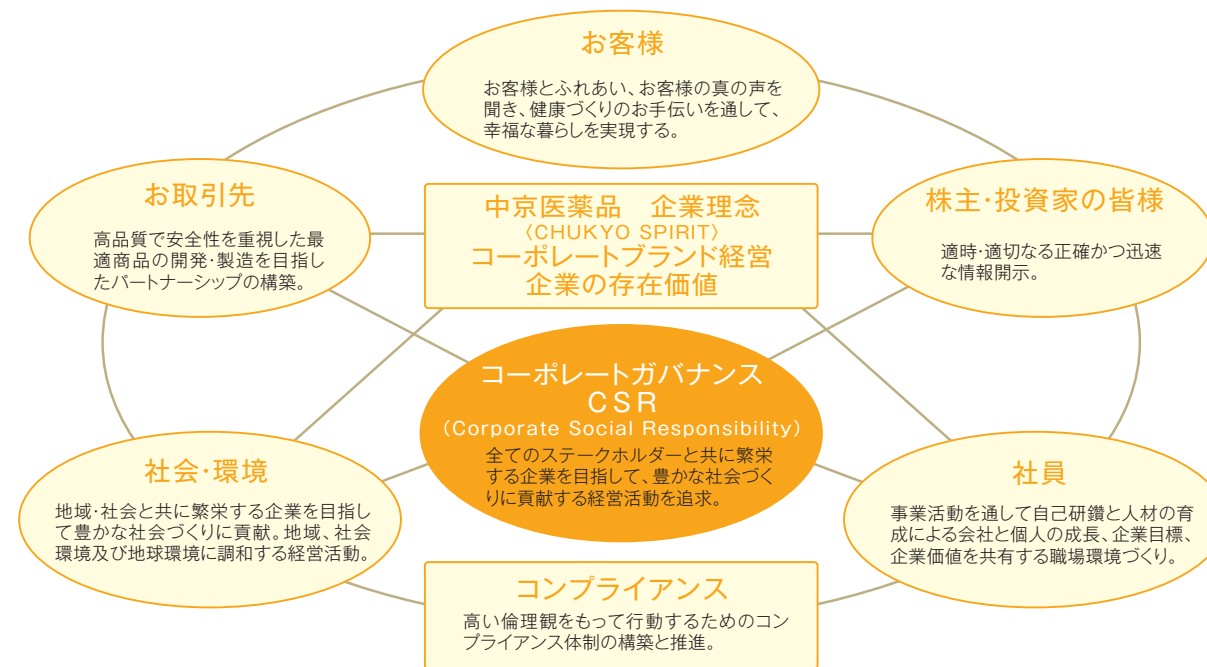 お客様
お客様とふれあい、お客様の真の声を
聞き、健康づくりのお手伝いを通して、
幸福な暮らしを実現する。
お取引先
高品質で安全性を重視した最
適商品の開発・製造を目指し
たパートナーシップの構築。
中京医薬品　企業理念
〈CHUKYO SPIRIT〉
コーポレートブランド経営
企業の存在価値
株主・投資家の皆様
適時・適切なる正確かつ迅速
な情報開示。
コーポレートガバナンス
CSR
(Corporate Social Responsibility)
全てのステークホルダーと共に繁栄
する企業を目指して、豊かな社会づく
りに貢献する経営活動を追求。
社会・環境
地域・社会と共に繁栄する企業を目指し
て豊かな社会づくりに貢献。地域、社会
環境及び地球環境に調和する経営活動。
社員
事業活動を通して自己研鑽と人材の育
成による会社と個人の成長、企業目標、
企業価値を共有する職場環境づくり。
コンプライアンス
高い倫理観をもって行動するためのコン
プライアンス体制の構築と推進。